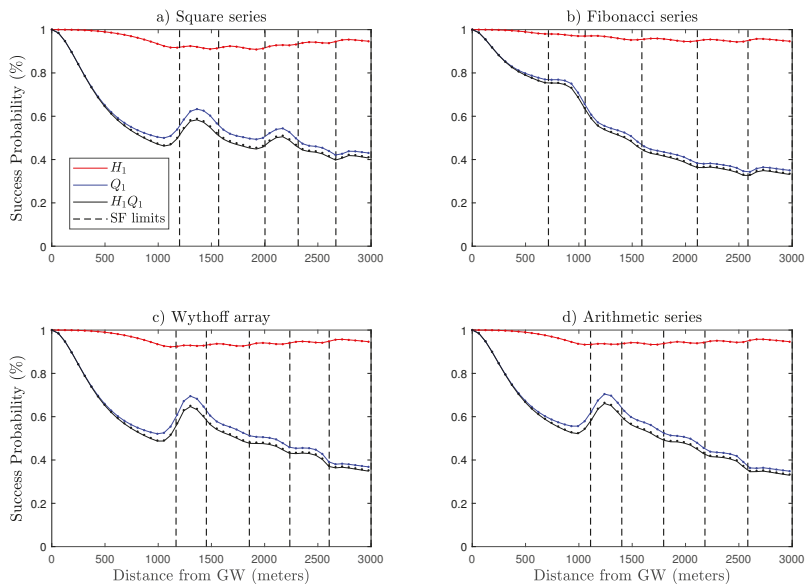 a) Square series
b) Fibonacci series
Success Probability (%)
1
0.8
0.6
0.4
0.2
0
H1
Q1
H1Q1
SF limits
0 500 1000 1500 2000 2500 3000
1
0.8
0.6
0.4
0.2
0
0 500 1000 1500 2000 2500 3000
c) Wythoff array
d) Arithmetic series
Success Probability (%)
1
0.8
0.6
0.4
0.2
0
0 500 1000 1500 2000 2500 3000
Distance from GW (meters)
1
0.8
0.6
0.4
0.2
0
0 500 1000 1500 2000 2500 3000
Distance from GW (meters)